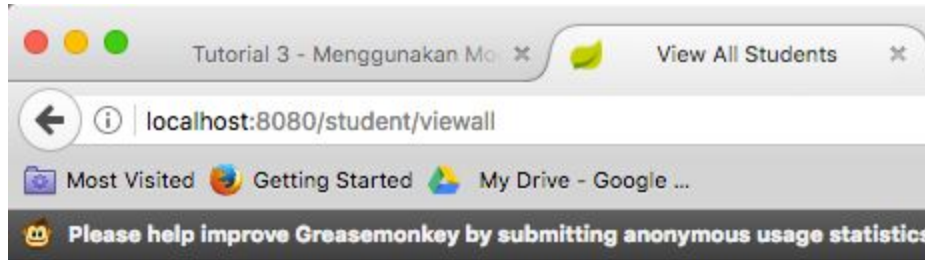 Tutorial 3 - Menggunakan Mo
View All Students
localhost:8080/student/viewall
Most Visited
Getting Started
My Drive - Google ...
Please help improve Greasemonkey by submitting anonymous usage statistics